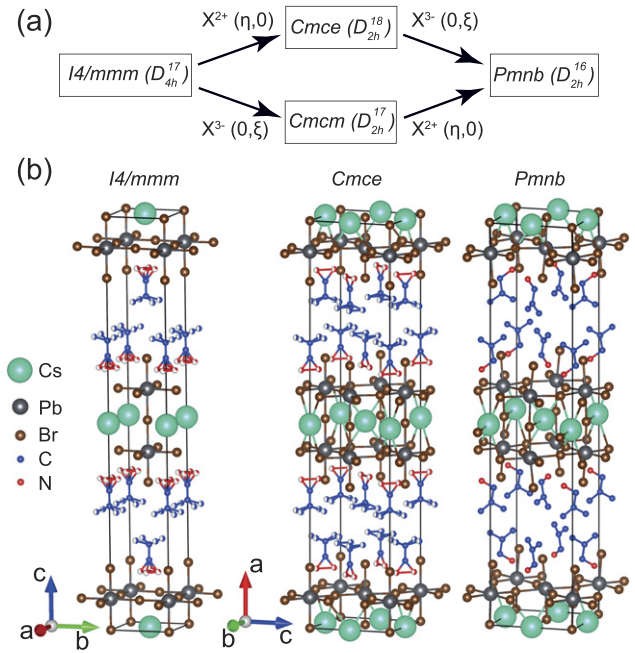 (a)
X²⁺ (η,0)
Cmce (D₂ₕ¹⁸)
X³⁻ (0,ξ)
I4/mmm (D₄ₕ¹⁷)
Pmnb (D₂ₕ¹⁶)
X³⁻ (0,ξ)
Cmcm (D₂ₕ¹⁷)
X²⁺ (η,0)
(b)
I4/mmm
Cmce
Pmnb
Cs
Pb
Br
C
N
c
a
b
a
b
c